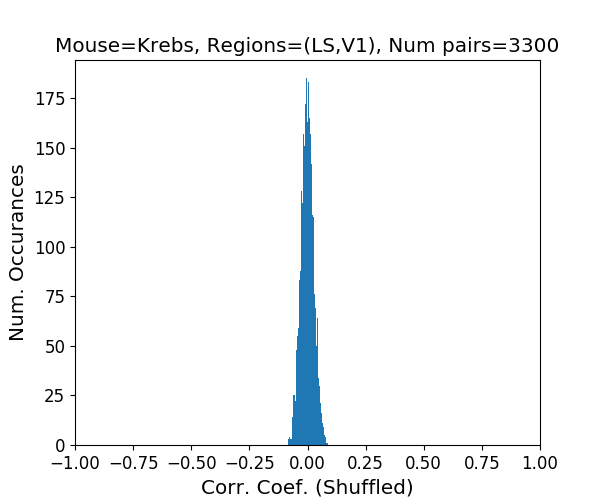 Mouse=Krebs, Regions=(LS,V1), Num pairs=3300
175
150
125
100
75
50
25
0
Num. Occurances
−1.00 −0.75 −0.50 −0.25 0.00 0.25 0.50 0.75 1.00
Corr. Coef. (Shuffled)